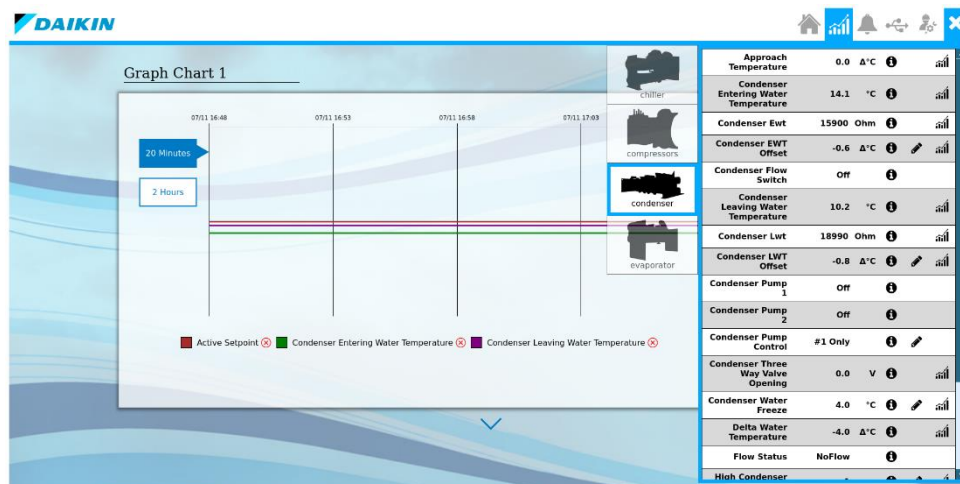 DAIKIN
Graph Chart 1
07/11 16:48
07/11 16:53
07/11 16:58
07/11 17:03
20 Minutes
2 Hours
Active Setpoint
Condenser Entering Water Temperature
Condenser Leaving Water Temperature
chiller
compressors
condenser
evaporator
Approach
Temperature
0.0 Δ°C
Condenser
Entering Water
Temperature
14.1 °C
Condenser Ewt
15900 Ohm
Condenser EWT
Offset
-0.6 Δ°C
Condenser Flow
Switch
Off
Condenser
Leaving Water
Temperature
10.2 °C
Condenser Lwt
18990 Ohm
Condenser LWT
Offset
-0.8 Δ°C
Condenser Pump
1
Off
Condenser Pump
2
Off
Condenser Pump
Control
#1 Only
Condenser Three
Way Valve
Opening
0.0 V
Condenser Water
Freeze
4.0 °C
Delta Water
Temperature
-4.0 Δ°C
Flow Status
NoFlow
High Condenser